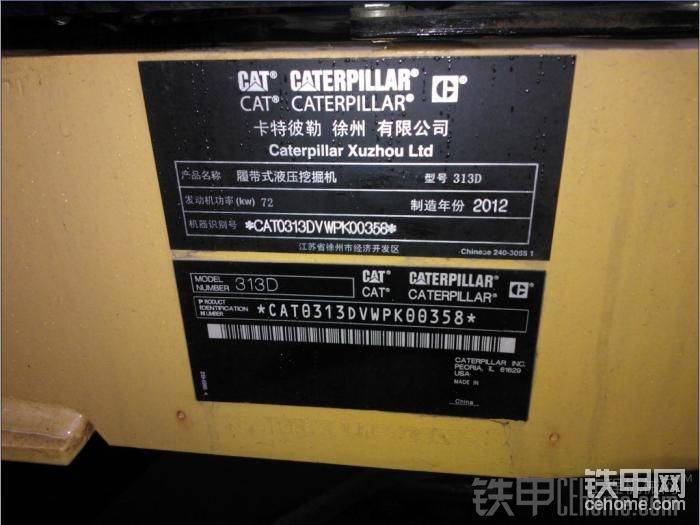 CAT® CATERPILLAR®
CAT® CATERPILLAR®
卡特彼勒 徐州 有限公司
Caterpillar Xuzhou Ltd
产品名称 履带式液压挖掘机 型号 313D
发动机功率(kw) 72 制造年份 2012
机器识别号 *CAT0313DVWPK00358*
江苏省徐州市经济开发区
Chinese 240-3055 1
MODEL NUMBER 313D
CAT® CATERPILLAR®
CAT® CATERPILLAR®
PRODUCT IDENTIFICATION NUMBER *CAT0313DVWPK00358*
CATERPILLAR INC.
PEORIA, IL 61629
USA
MADE IN
China
铁甲网
CEHOME.COM